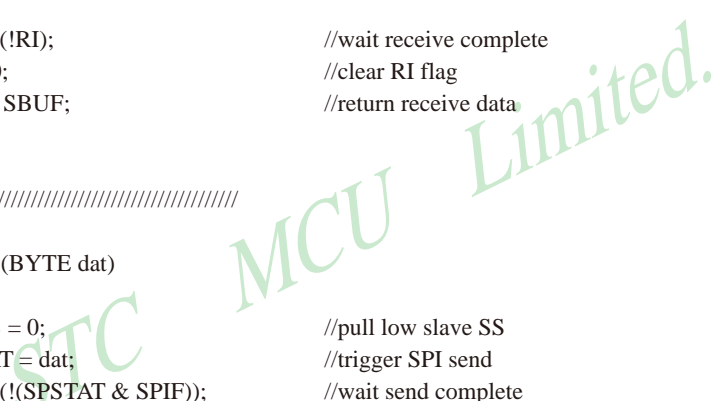 (!RI); //wait receive complete
; //clear RI flag
SBUF; //return receive data
///////////////////////////////////
(BYTE dat)
= 0; //pull low slave SS
T = dat; //trigger SPI send
(!(SPSTAT & SPIF)); //wait send complete
STC MCU Limited.